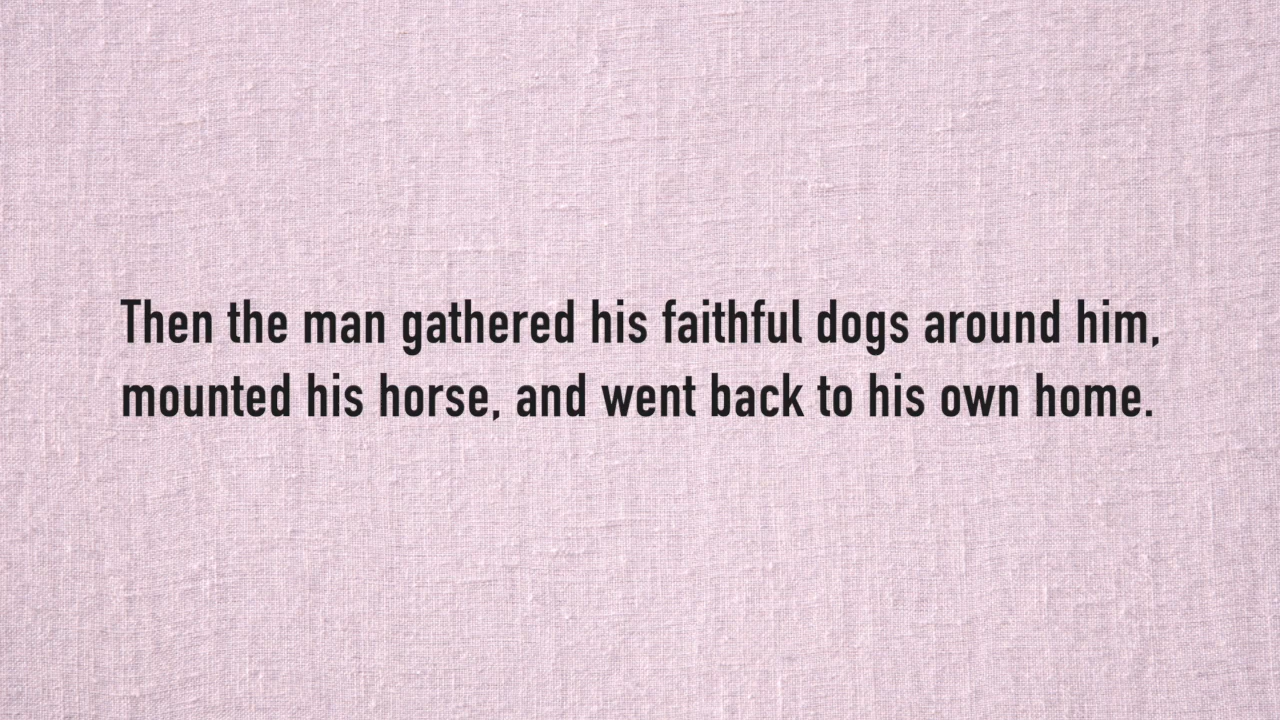 Then the man gathered his faithful dogs around him,
mounted his horse, and went back to his own home.